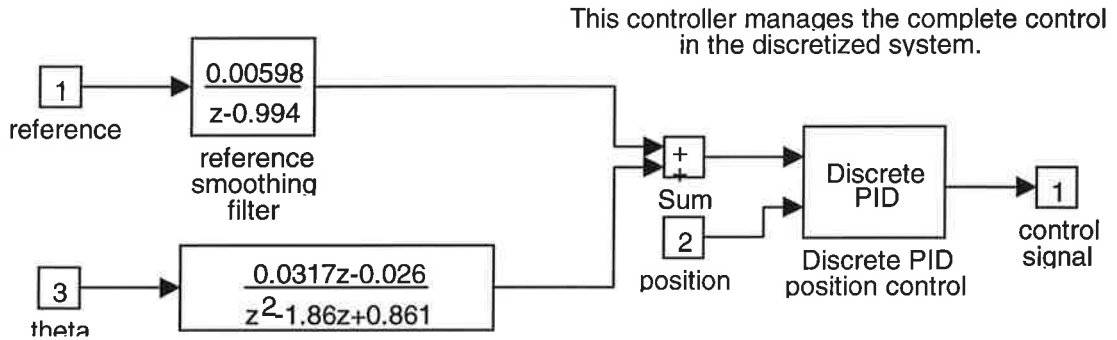 This controller manages the complete control
in the discretized system.
1
reference
0.00598
z-0.994
reference
smoothing
filter
+
+
Sum
2
position
Discrete
PID
Discrete PID
position control
1
control
signal
3
theta
0.0317z-0.026
z2-1.86z+0.861